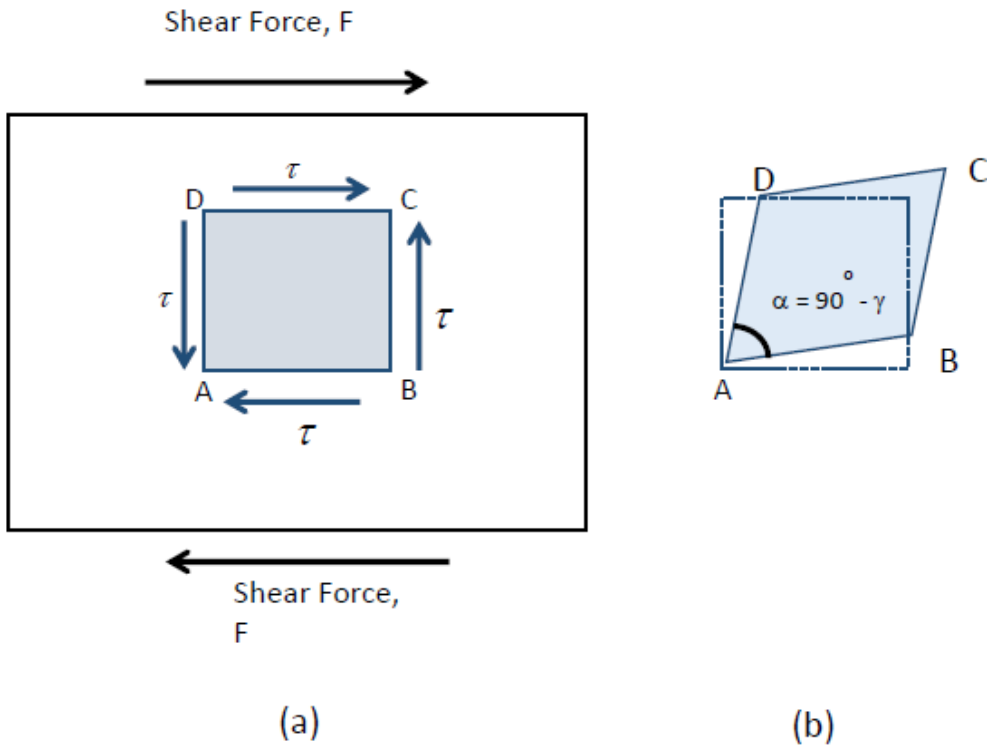 Shear Force, F
τ
D
C
τ
τ
A
B
τ
Shear Force,
F
(a)
D
C
α = 90° - γ
B
A
(b)